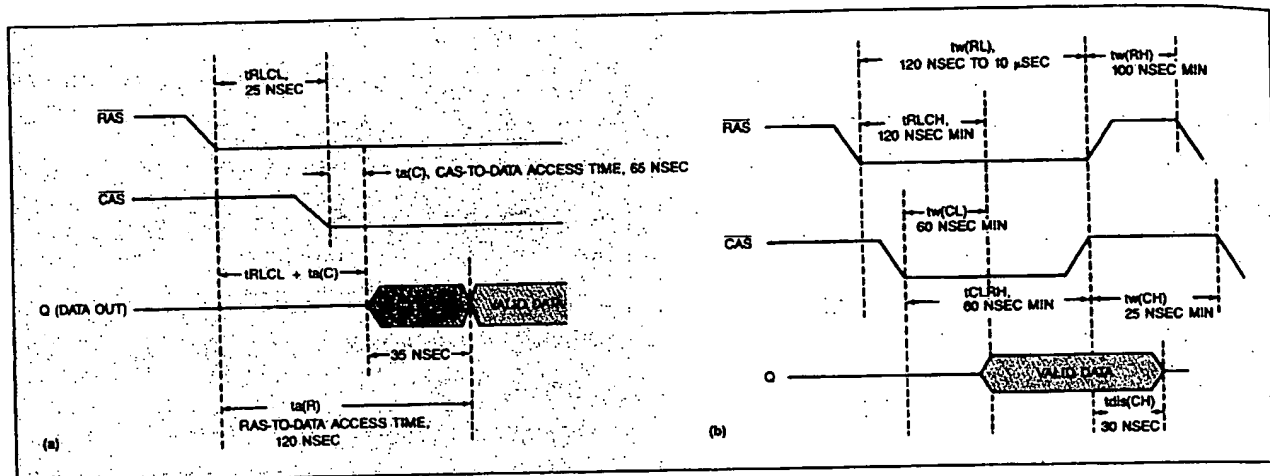 tRLCL,
25 NSEC
RAS
ta(C), CAS-TO-DATA ACCESS TIME, 65 NSEC
CAS
tRLCL + ta(C)
Q (DATA OUT)
VALID DATA
35 NSEC
ta(R)
RAS-TO-DATA ACCESS TIME,
120 NSEC
(a)
tw(RL),
120 NSEC TO 10 µSEC
tw(RH)
100 NSEC MIN
RAS
tRLCH,
120 NSEC MIN
tw(CL)
60 NSEC MIN
CAS
tCLRH,
60 NSEC MIN
tw(CH)
25 NSEC MIN
Q
VALID DATA
tdis(CH)
30 NSEC
(b)